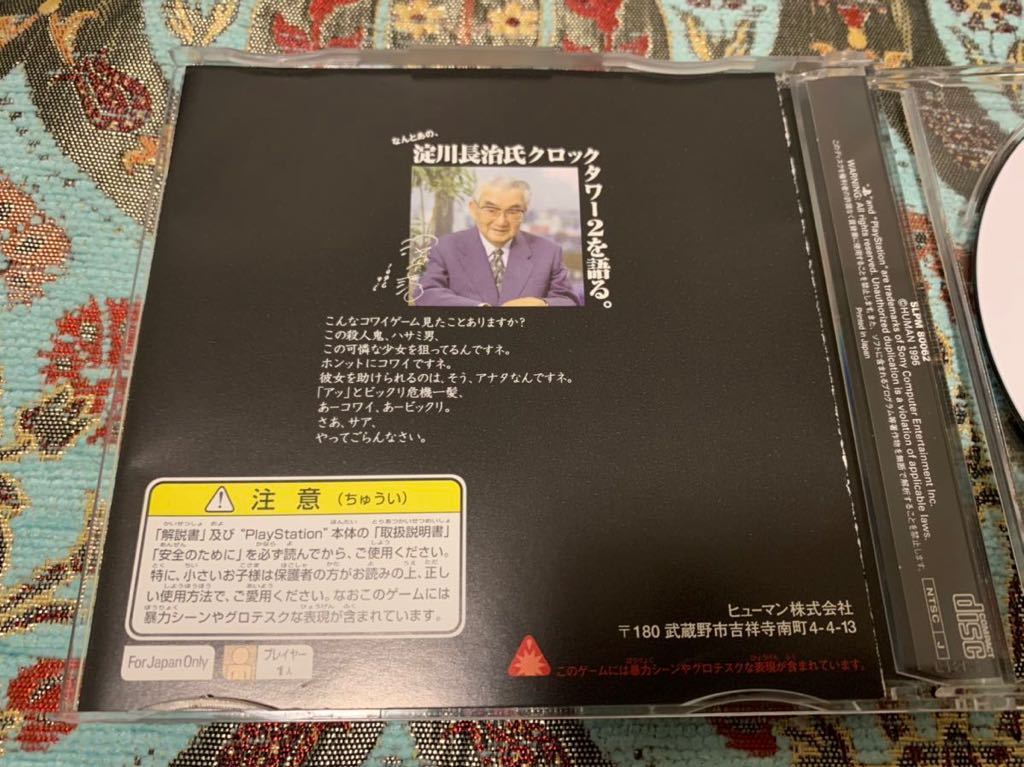 なんとあの、
淀川長治氏クロック
タワー2を語る。
こんなコワイゲーム見たことありますか？
この殺人鬼、ハサミ男、
この可憐な少女を狙ってるんですネ。
ホンットにコワイですネ。
彼女を助けられるのは、そう、アナタなんですネ。
「アッ」とビックリ危機一髪、
あーコワイ、あービックリ。
さあ、サア、
やってごらんなさい。
注意（ちゅうい）
「解説書」及び“PlayStation”本体の「取扱説明書」
「安全のために」を必ず読んでから、ご使用ください。
特に、小さいお子様は保護者の方がお読みの上、正し
い使用方法で、ご愛用ください。なおこのゲームには
暴力シーンやグロテスクな表現が含まれています。
For Japan Only
プレイヤー
1人
ヒューマン株式会社
〒180 武蔵野市吉祥寺南町4-4-13
このゲームには暴力シーンやグロテスクな表現が含まれています。
SLPM 80062
©HUMAN 1996
"and "PlayStation" are trademarks of Sony Computer Entertainment Inc.
WARNING: All rights reserved. Unauthorized duplication is a violation of applicable laws.
Printed in Japan
NTSC J
COMPACT
disc